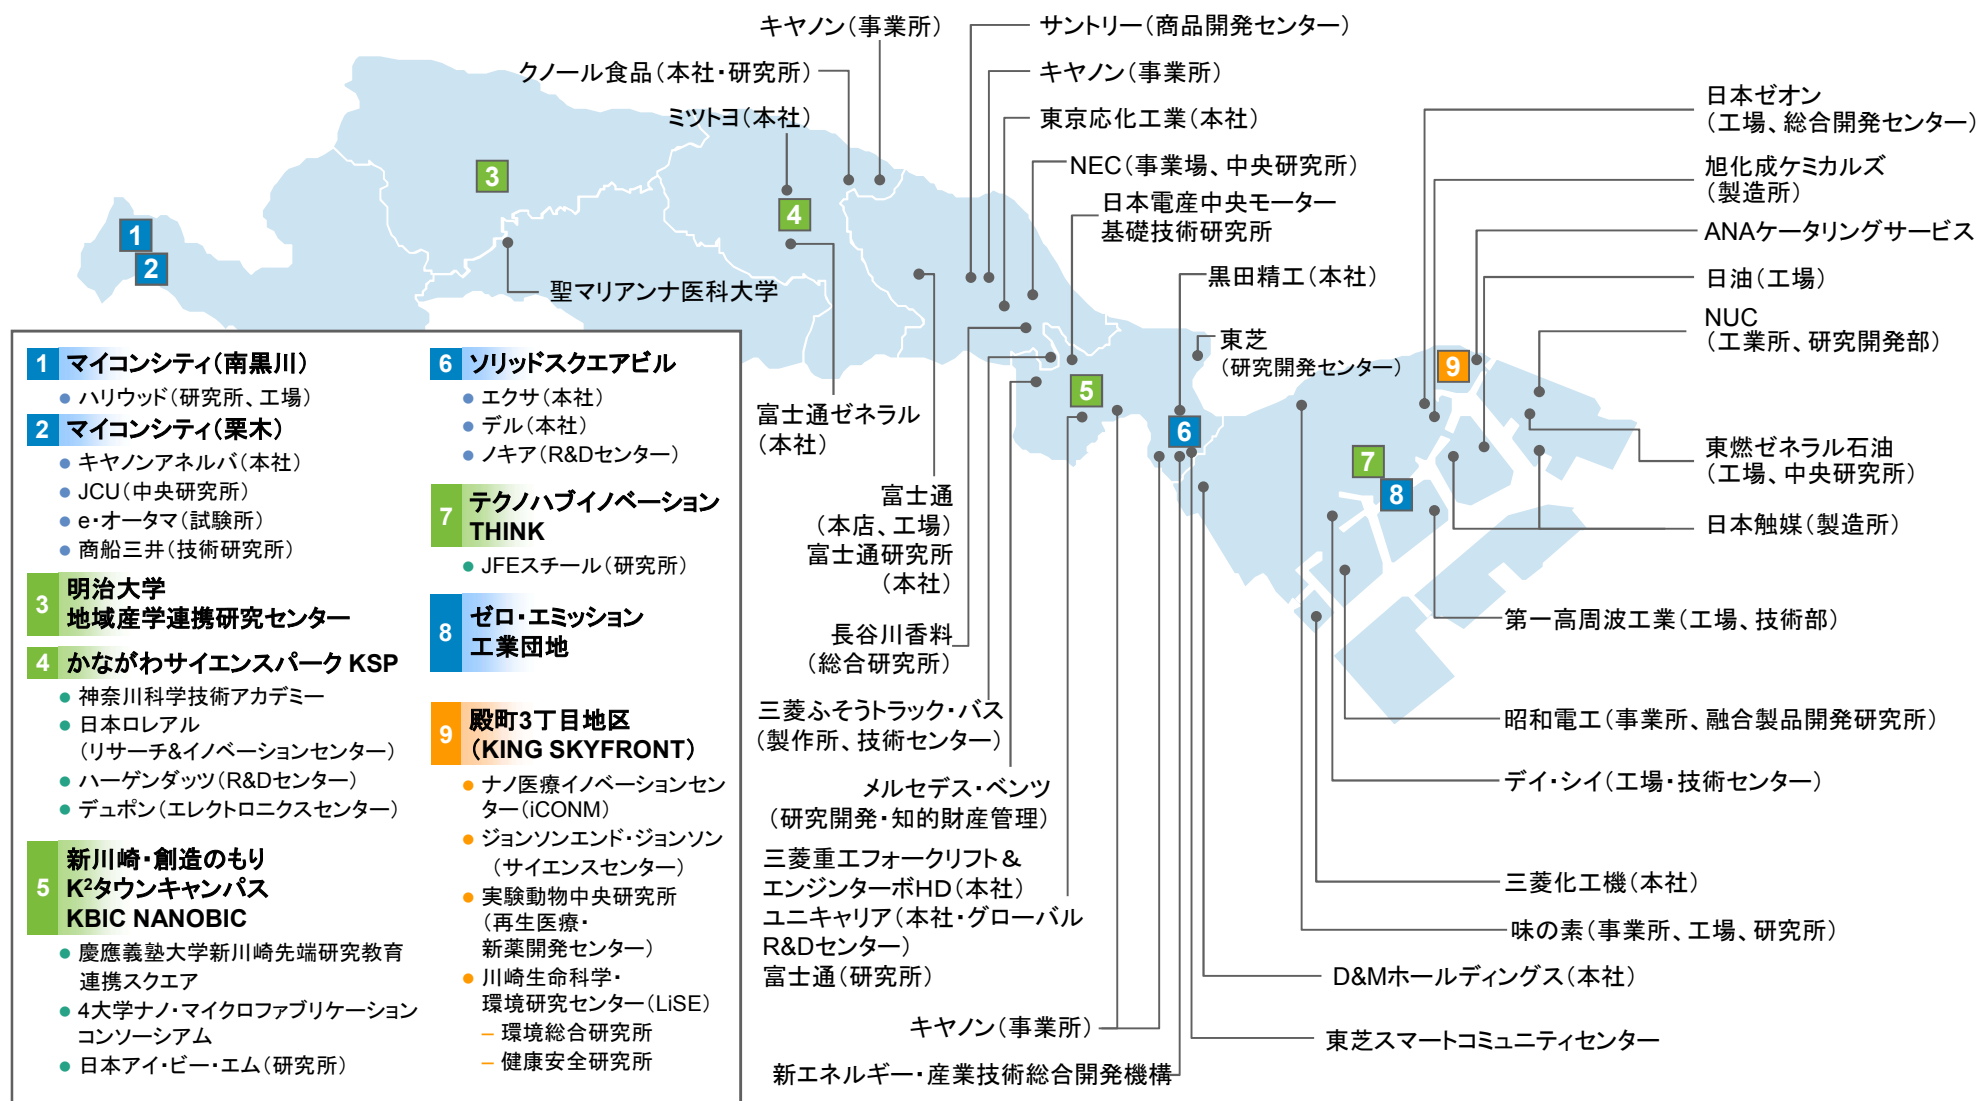 キヤノン（事業所）
クノール食品（本社・研究所）
ミツトヨ（本社）
サントリー（商品開発センター）
キヤノン（事業所）
東京応化工業（本社）
NEC（事業場、中央研究所）
日本電産中央モーター
基礎技術研究所
黒田精工（本社）
東芝
（研究開発センター）
日本ゼオン
（工場、総合開発センター）
旭化成ケミカルズ
（製造所）
ANAケータリングサービス
日油（工場）
NUC
（工業所、研究開発部）
東燃ゼネラル石油
（工場、中央研究所）
日本触媒（製造所）
第一高周波工業（工場、技術部）
昭和電工（事業所、融合製品開発研究所）
デイ・シイ（工場・技術センター）
三菱化工機（本社）
味の素（事業所、工場、研究所）
D&Mホールディングス（本社）
東芝スマートコミュニティセンター
3
4
1
2
5
6
7
8
9
聖マリアンナ医科大学
富士通ゼネラル
（本社）
富士通
（本店、工場）
富士通研究所
（本社）
長谷川香料
（総合研究所）
三菱ふそうトラック・バス
（製作所、技術センター）
メルセデス・ベンツ
（研究開発・知的財産管理）
三菱重工フォークリフト＆
エンジンターボHD（本社）
ユニキャリア（本社・グローバル
R&Dセンター）
富士通（研究所）
キヤノン（事業所）
新エネルギー・産業技術総合開発機構
1 マイコンシティ（南黒川）
● ハリウッド（研究所、工場）
2 マイコンシティ（栗木）
● キヤノンアネルバ（本社）
● JCU（中央研究所）
● e・オータマ（試験所）
● 商船三井（技術研究所）
3 明治大学
地域産学連携研究センター
4 かながわサイエンスパーク KSP
● 神奈川科学技術アカデミー
● 日本ロレアル
（リサーチ&イノベーションセンター）
● ハーゲンダッツ（R&Dセンター）
● デュポン（エレクトロニクスセンター）
5 新川崎・創造のもり
K²タウンキャンパス
KBIC NANOBIC
● 慶應義塾大学新川崎先端研究教育
連携スクエア
● 4大学ナノ・マイクロファブリケーション
コンソーシアム
● 日本アイ・ビー・エム（研究所）
6 ソリッドスクエアビル
● エクサ（本社）
● デル（本社）
● ノキア（R&Dセンター）
7 テクノハブイノベーション
THINK
● JFEスチール（研究所）
8 ゼロ・エミッション
工業団地
9 殿町3丁目地区
（KING SKYFRONT）
● ナノ医療イノベーションセン
ター（iCONM）
● ジョンソンエンド・ジョンソン
（サイエンスセンター）
● 実験動物中央研究所
（再生医療・
新薬開発センター）
● 川崎生命科学・
環境研究センター（LiSE）
– 環境総合研究所
– 健康安全研究所